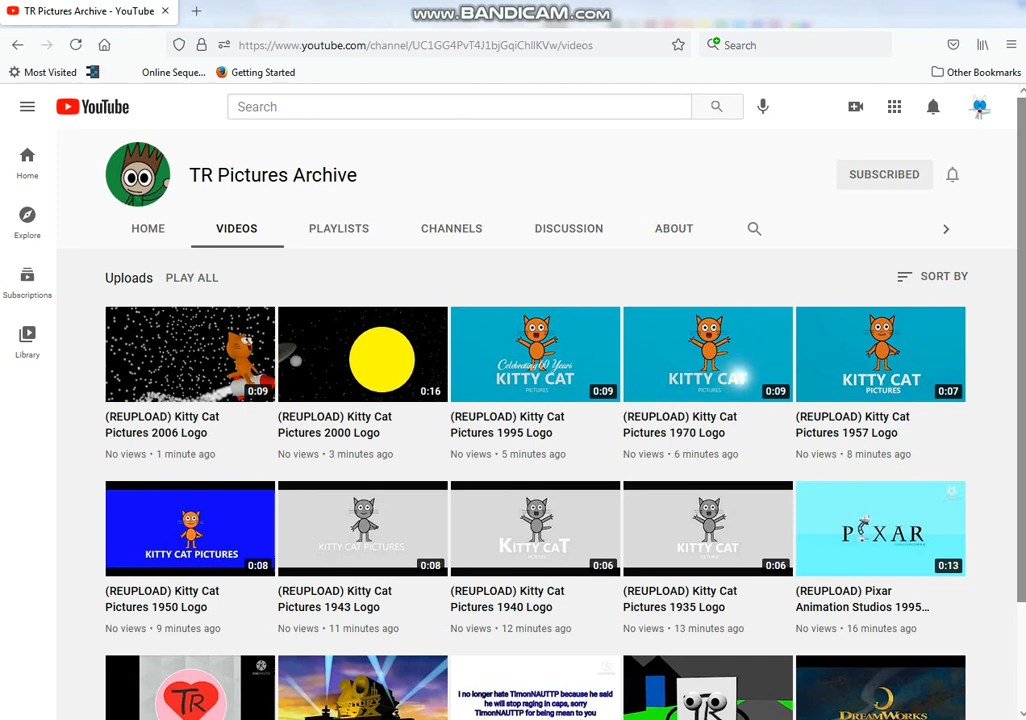 www.BANDICAM.com
TR Pictures Archive - YouTube
https://www.youtube.com/channel/UC1GG4PvT4J1bjGqiChlIKVw/videos
Search
Most Visited
Online Seque...
Getting Started
Other Bookmarks
YouTube
Search
Home
Explore
Subscriptions
Library
TR Pictures Archive
SUBSCRIBED
HOME VIDEOS PLAYLISTS CHANNELS DISCUSSION ABOUT
Uploads PLAY ALL
SORT BY
0:09
(REUPLOAD) Kitty Cat
Pictures 2006 Logo
No views • 1 minute ago
0:16
(REUPLOAD) Kitty Cat
Pictures 2000 Logo
No views • 3 minutes ago
Celebrating 60 Years
KITTY CAT
PICTURES
0:09
(REUPLOAD) Kitty Cat
Pictures 1995 Logo
No views • 5 minutes ago
KITTY CAT
PICTURES
0:09
(REUPLOAD) Kitty Cat
Pictures 1970 Logo
No views • 6 minutes ago
KITTY CAT
PICTURES
0:07
(REUPLOAD) Kitty Cat
Pictures 1957 Logo
No views • 8 minutes ago
KITTY CAT PICTURES
0:08
(REUPLOAD) Kitty Cat
Pictures 1950 Logo
No views • 9 minutes ago
KITTY CAT PICTURES
0:08
(REUPLOAD) Kitty Cat
Pictures 1943 Logo
No views • 11 minutes ago
KITTY CAT
0:06
(REUPLOAD) Kitty Cat
Pictures 1940 Logo
No views • 12 minutes ago
KITTY CAT
0:06
(REUPLOAD) Kitty Cat
Pictures 1935 Logo
No views • 13 minutes ago
PIXAR
0:13
(REUPLOAD) Pixar
Animation Studios 1995...
No views • 16 minutes ago
TR
I no longer hate TimonNAUTTP because he said
he will stop raging in caps, sorry
TimonNAUTTP for being mean to you
TR
DREAMWORKS